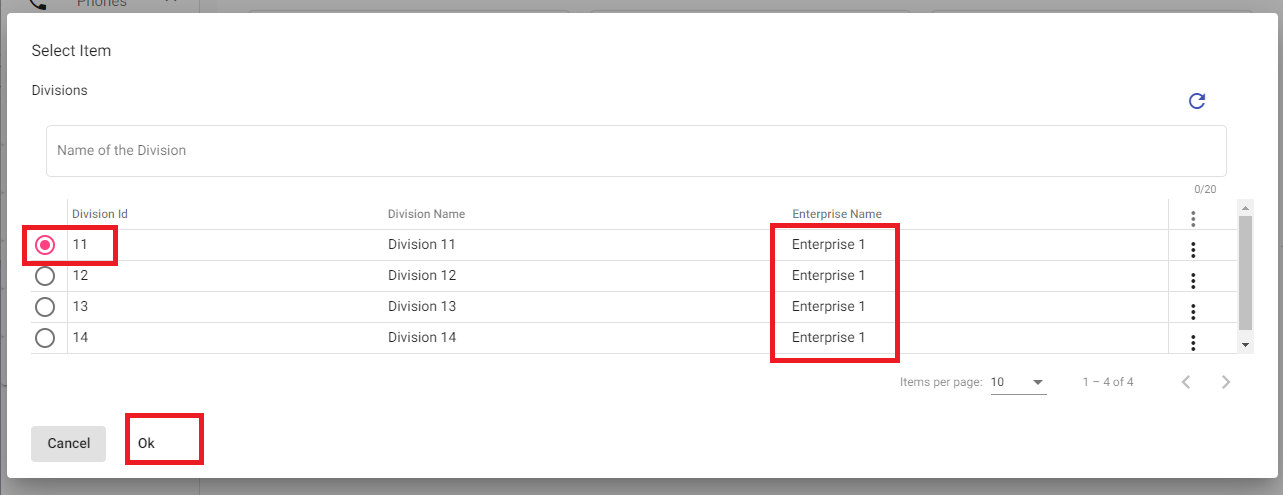 Phones
Select Item
Divisions
Name of the Division
0/20
Division Id Division Name Enterprise Name
11 Division 11 Enterprise 1
12 Division 12 Enterprise 1
13 Division 13 Enterprise 1
14 Division 14 Enterprise 1
Items per page: 10 1 – 4 of 4
Cancel Ok